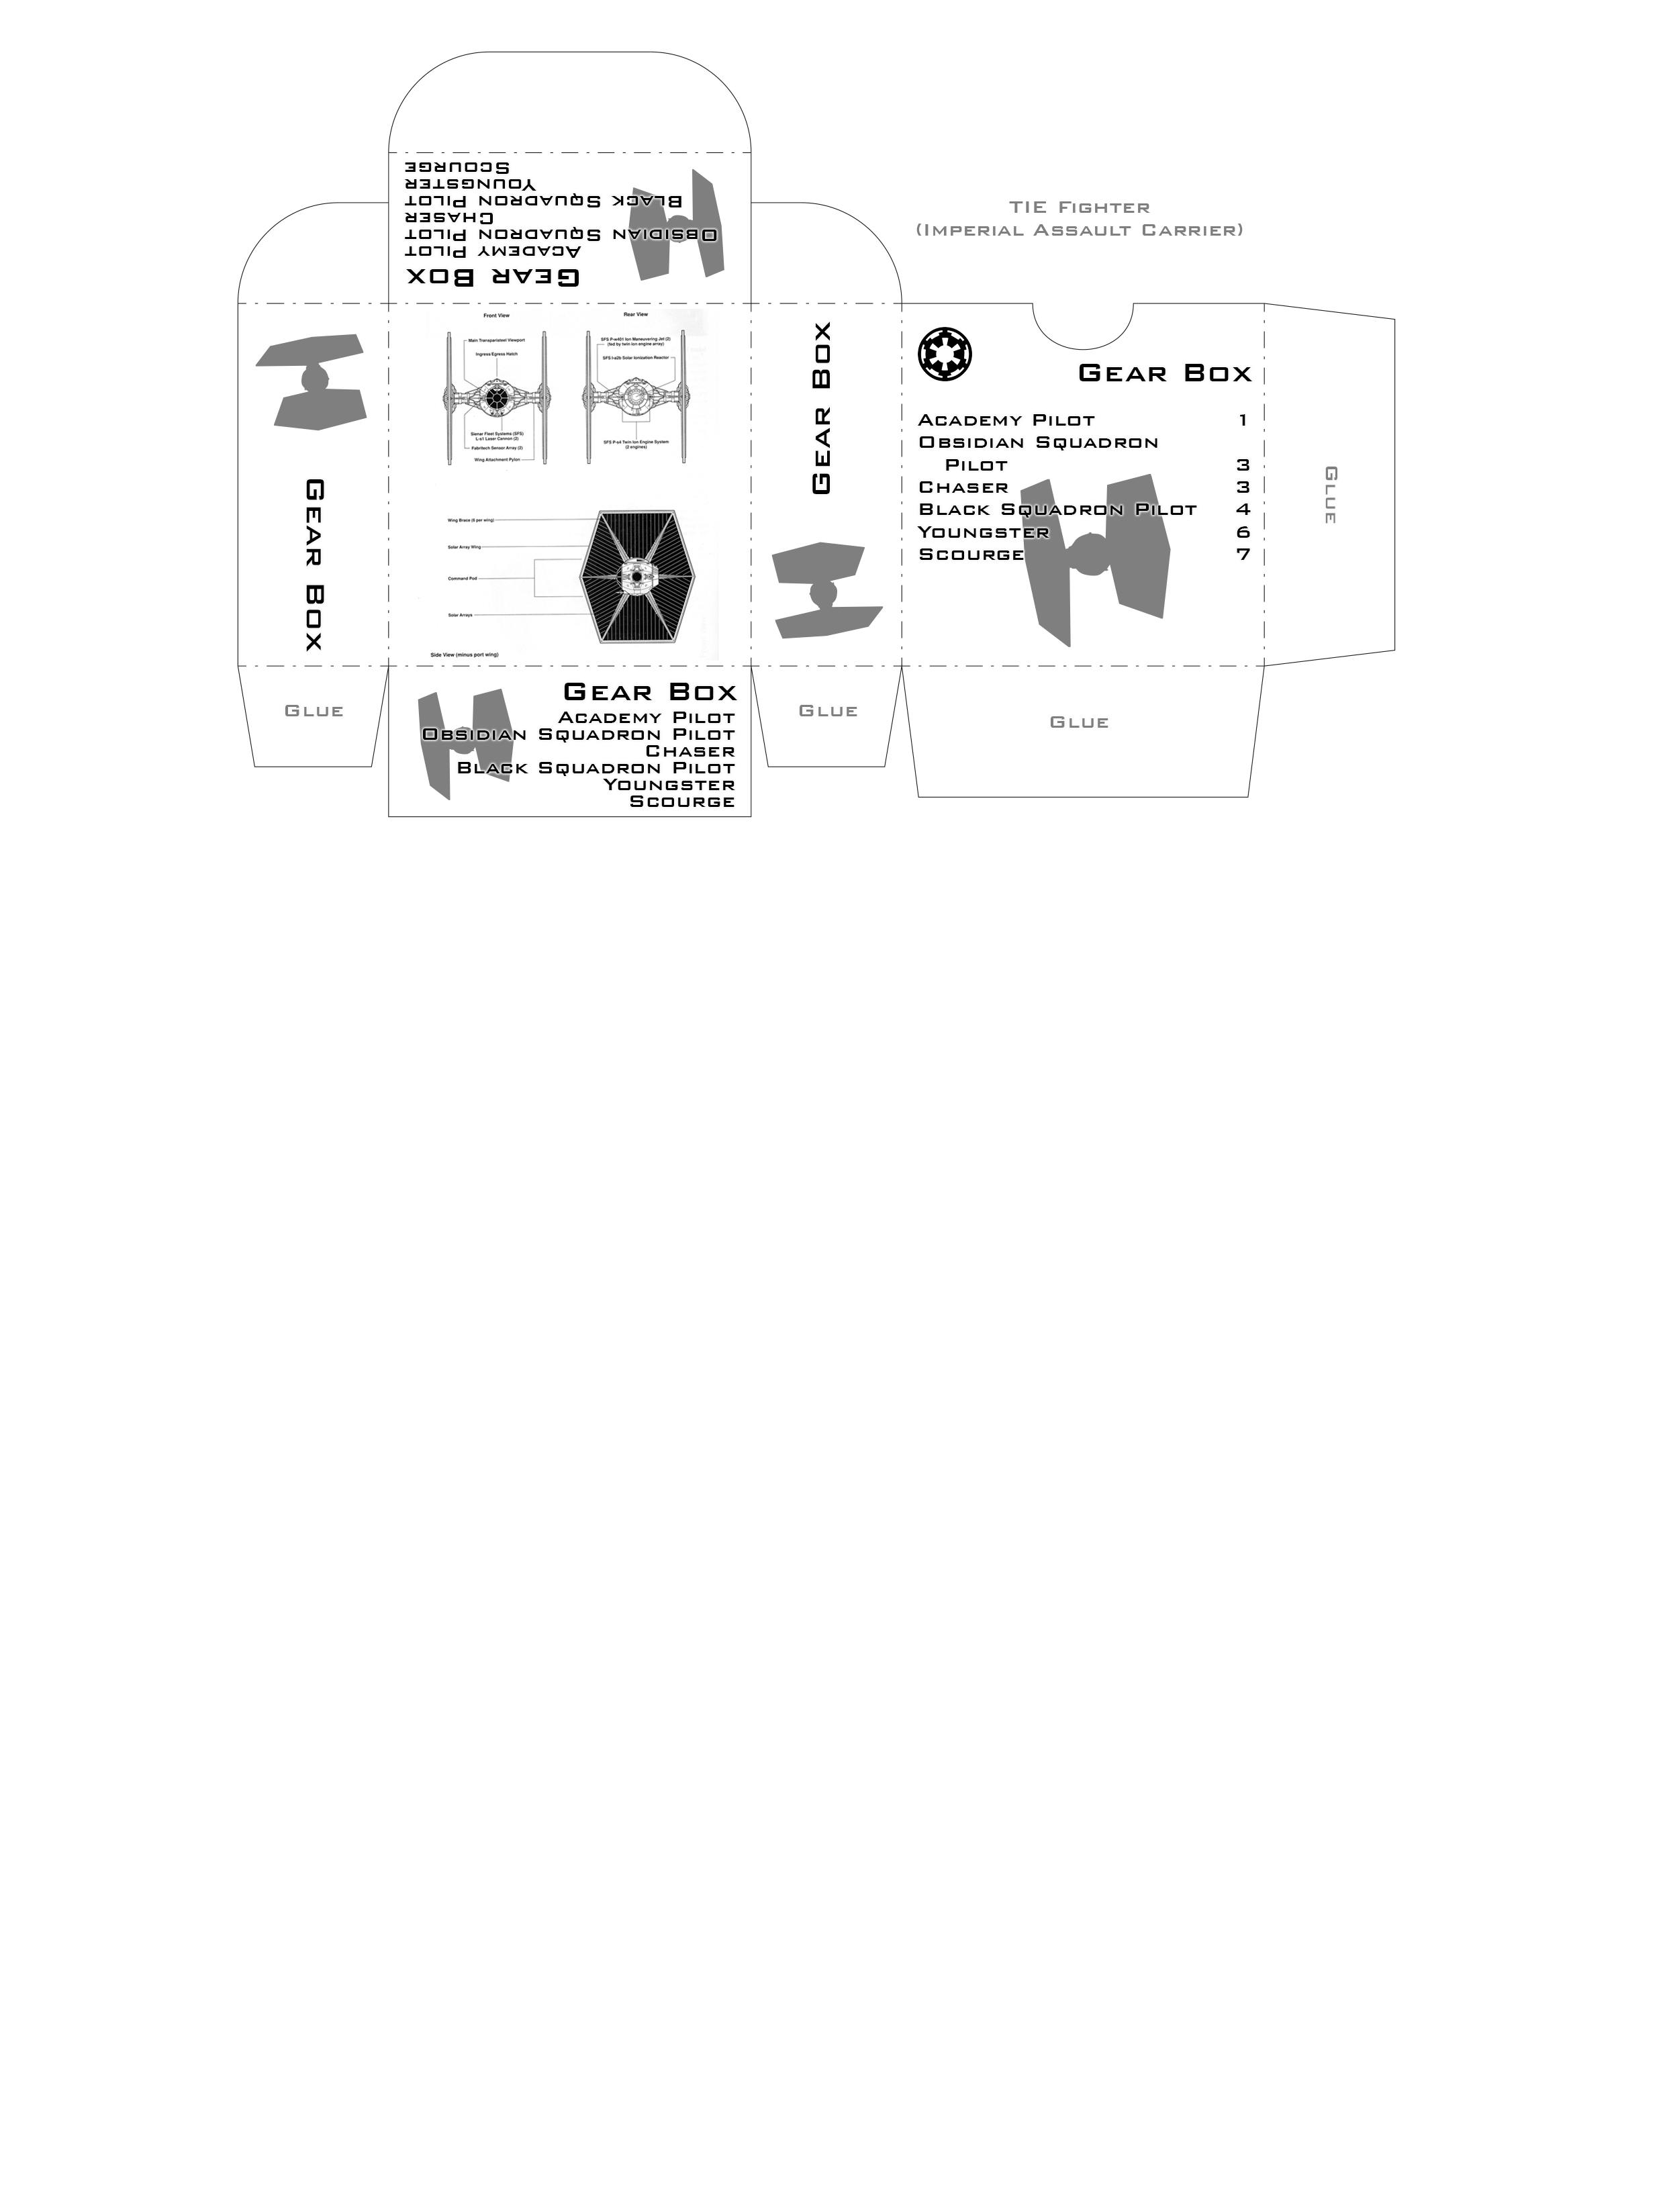 Scourge
Youngster
Black Squadron Pilot
Chaser
Obsidian Squadron Pilot
Academy Pilot
Gear Box
TIE Fighter
(Imperial Assault Carrier)
Gear Box
Front View
Rear View
Main Transparisteel Viewport
Ingress/Egress Hatch
Sienar Fleet Systems (SFS)
L-s1 Laser Cannon (2)
Fabritech Sensor Array (2)
Wing Attachment Pylon
SFS P-w401 Ion Maneuvering Jet (2)
(fed by twin ion engine array)
SFS I-a2b Solar Ionization Reactor
SFS P-s4 Twin Ion Engine System
(2 engines)
Wing Brace (6 per wing)
Solar Array Wing
Command Pod
Solar Arrays
Side View (minus port wing)
Gear Box
Gear Box
Academy Pilot 1
Obsidian Squadron
Pilot 3
Chaser 3
Black Squadron Pilot 4
Youngster 6
Scourge 7
Glue
Glue
Gear Box
Academy Pilot
Obsidian Squadron Pilot
Chaser
Black Squadron Pilot
Youngster
Scourge
Glue
Glue